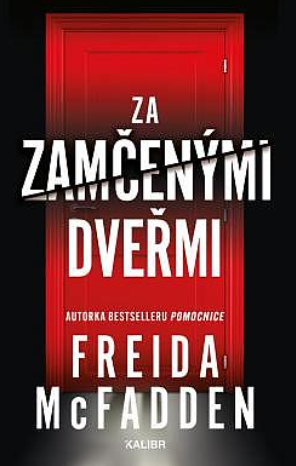 ZA
ZAMČENÝMI
DVEŘMI
AUTORKA BESTSELLERU POMOCNICE
FREIDA
McFADDEN
KALIBR